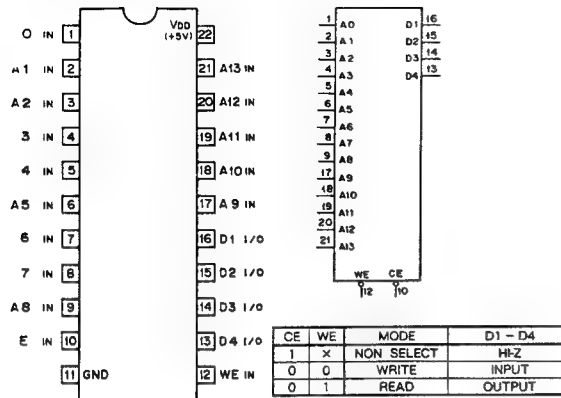 VDD
(+5V)
O IN 1
22
A1 IN 2
21 A13 IN
A2 IN 3
20 A12 IN
3 IN 4
19 A11 IN
4 IN 5
18 A10 IN
A5 IN 6
17 A9 IN
6 IN 7
16 D1 I/O
7 IN 8
15 D2 I/O
A8 IN 9
14 D3 I/O
E IN 10
13 D4 I/O
11 GND
12 WE IN
1 A0
2 A1
3 A2
4 A3
5 A4
6 A5
7 A6
8 A7
9 A8
17 A9
18 A10
19 A11
20 A12
21 A13
D1 16
D2 15
D3 14
D4 13
WE CE
12 10
CE WE MODE D1 - D4
1 × NON SELECT HI-Z
0 0 WRITE INPUT
0 1 READ OUTPUT